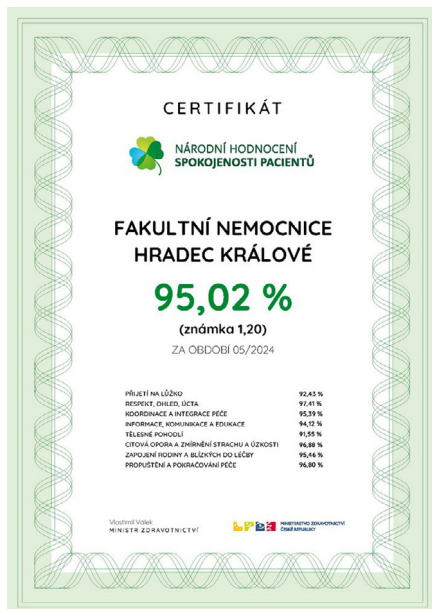 CERTIFIKÁT
NÁRODNÍ HODNOCENÍ
SPOKOJENOSTI PACIENTŮ
FAKULTNÍ NEMOCNICE
HRADEC KRÁLOVÉ
95,02 %
(známka 1,20)
ZA OBDOBÍ 05/2024
PŘIJETÍ NA LŮŽKO 92,43 %
RESPEKT, OHLED, ÚCTA 97,41 %
KOORDINACE A INTEGRACE PÉČE 95,39 %
INFORMACE, KOMUNIKACE A EDUKACE 94,12 %
TĚLESNÉ POHODLÍ 91,55 %
CITOVÁ OPORA A ZMÍRNĚNÍ STRACHU A ÚZKOSTI 96,88 %
ZAPOJENÍ RODINY A BLÍZKÝCH DO LÉČBY 95,46 %
PROPUŠTĚNÍ A POKRAČOVÁNÍ PÉČE 96,80 %
Vlastimil Válek
MINISTR ZDRAVOTNICTVÍ
MINISTERSTVO ZDRAVOTNICTVÍ
ČESKÉ REPUBLIKY